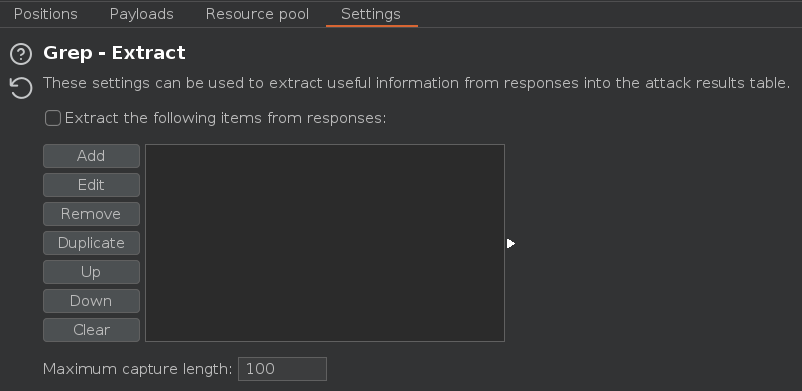 Positions Payloads Resource pool Settings
Grep - Extract
These settings can be used to extract useful information from responses into the attack results table.
Extract the following items from responses:
Add
Edit
Remove
Duplicate
Up
Down
Clear
Maximum capture length: 100